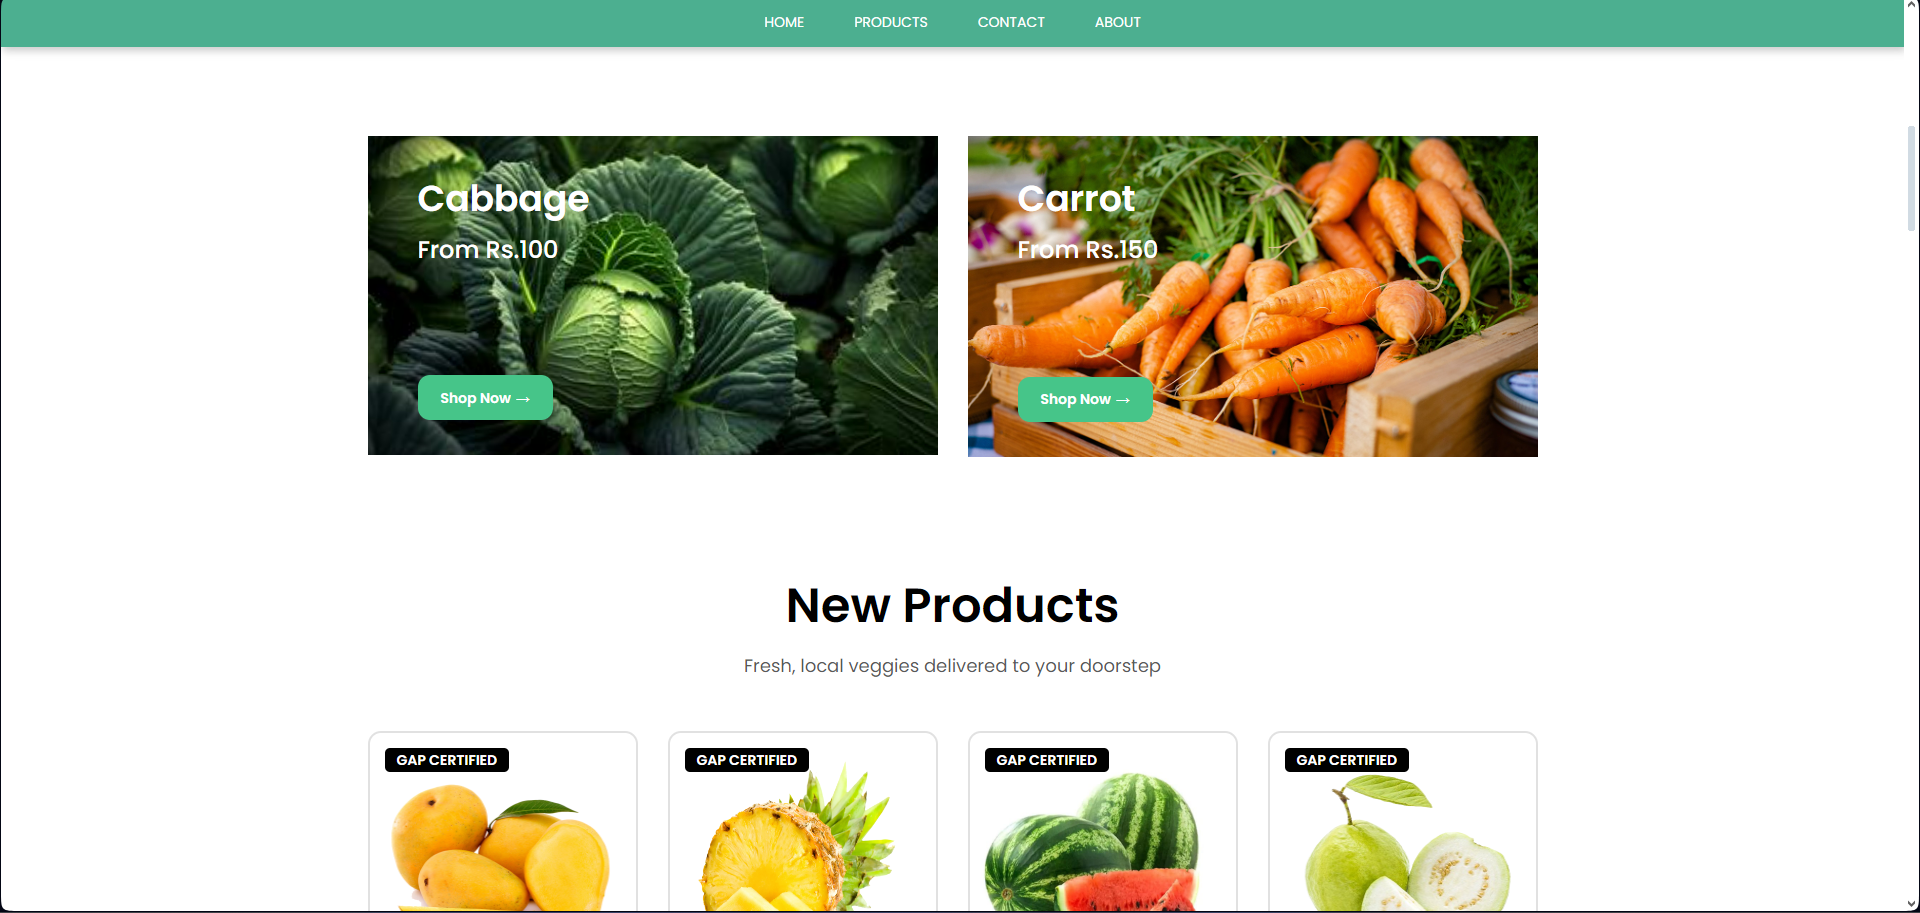 HOME PRODUCTS CONTACT ABOUT
Cabbage
From Rs.100
Shop Now →
Carrot
From Rs.150
Shop Now →
New Products
Fresh, local veggies delivered to your doorstep
GAP CERTIFIED
GAP CERTIFIED
GAP CERTIFIED
GAP CERTIFIED